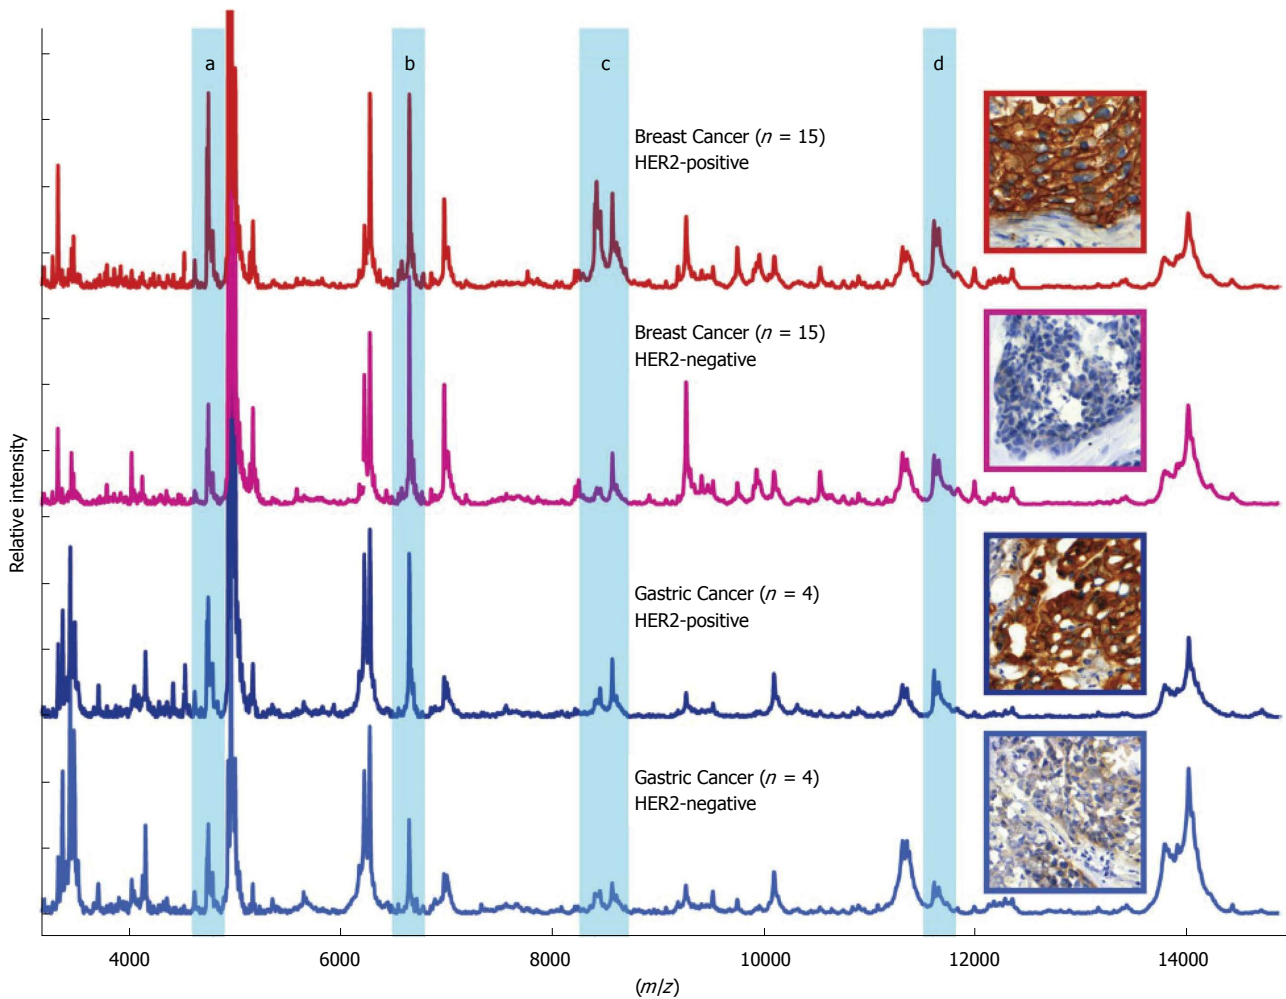 a b c d
Breast Cancer (n = 15)
HER2-positive
Breast Cancer (n = 15)
HER2-negative
Relative intensity
Gastric Cancer (n = 4)
HER2-positive
Gastric Cancer (n = 4)
HER2-negative
4000 6000 8000 10000 12000 14000
(m/z)